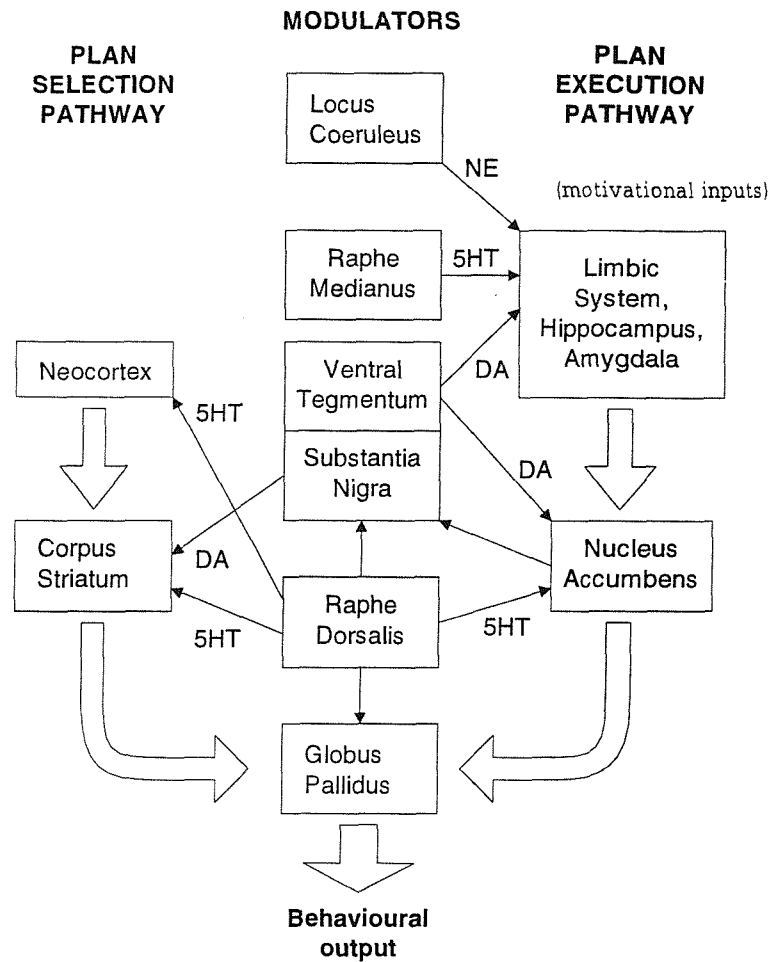 MODULATORS
PLAN
SELECTION
PATHWAY
PLAN
EXECUTION
PATHWAY
Locus
Coeruleus
NE
(motivational inputs)
Raphe
Medianus
5HT
Limbic
System,
Hippocampus,
Amygdala
Neocortex
5HT
Ventral
Tegmentum
DA
Substantia
Nigra
DA
Corpus
Striatum
DA
Nucleus
Accumbens
Raphe
Dorsalis
5HT
5HT
Globus
Pallidus
Behavioural
output